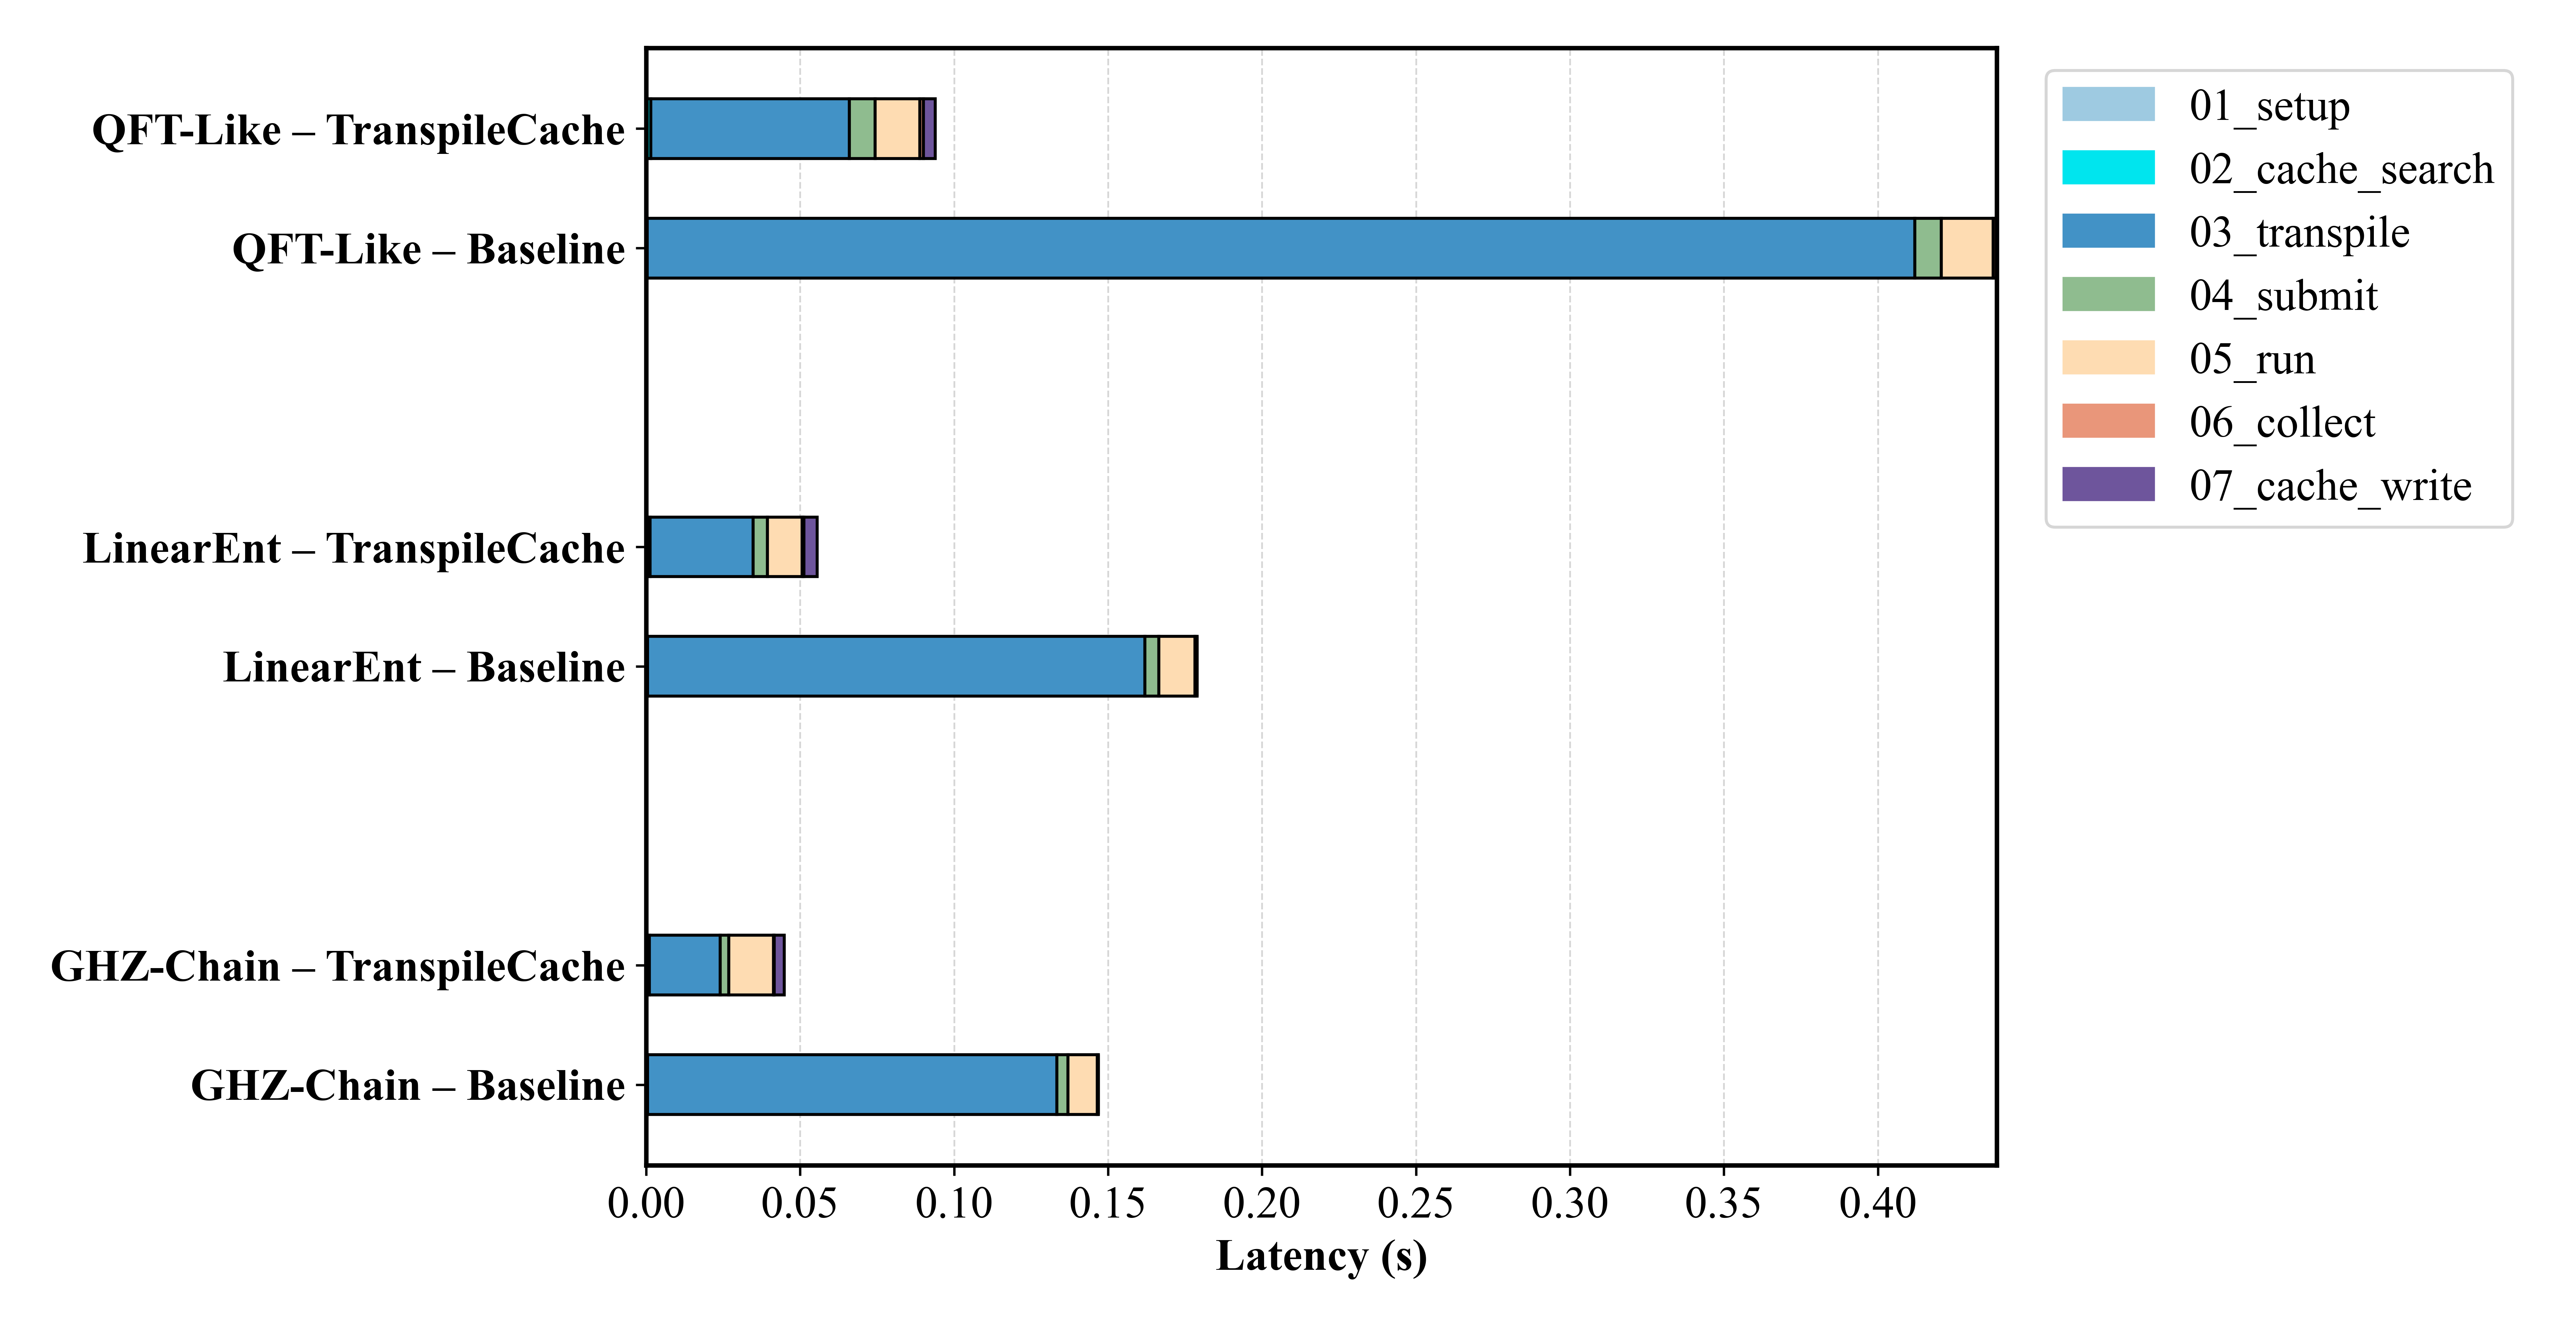 QFT-Like – TranspileCache
QFT-Like – Baseline
LinearEnt – TranspileCache
LinearEnt – Baseline
GHZ-Chain – TranspileCache
GHZ-Chain – Baseline
0.00 0.05 0.10 0.15 0.20 0.25 0.30 0.35 0.40
Latency (s)
01_setup
02_cache_search
03_transpile
04_submit
05_run
06_collect
07_cache_write